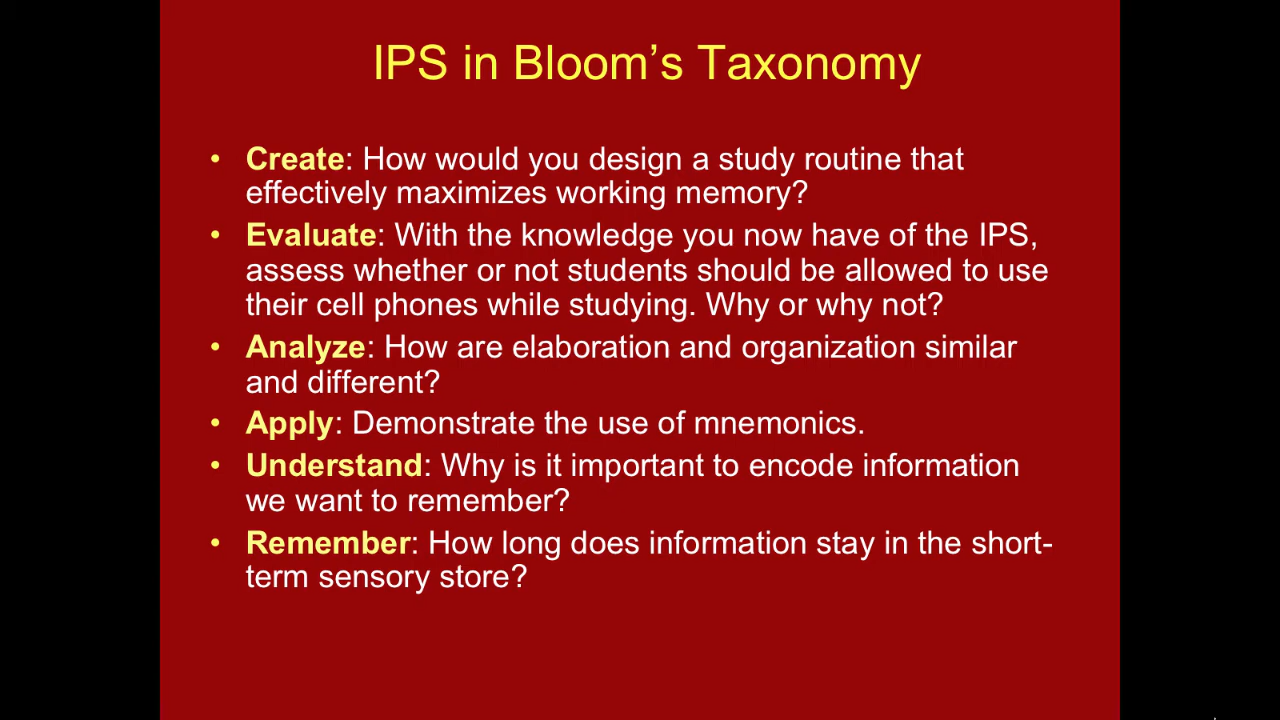 IPS in Bloom’s Taxonomy
• Create: How would you design a study routine that
effectively maximizes working memory?
• Evaluate: With the knowledge you now have of the IPS,
assess whether or not students should be allowed to use
their cell phones while studying. Why or why not?
• Analyze: How are elaboration and organization similar
and different?
• Apply: Demonstrate the use of mnemonics.
• Understand: Why is it important to encode information
we want to remember?
• Remember: How long does information stay in the short-
term sensory store?